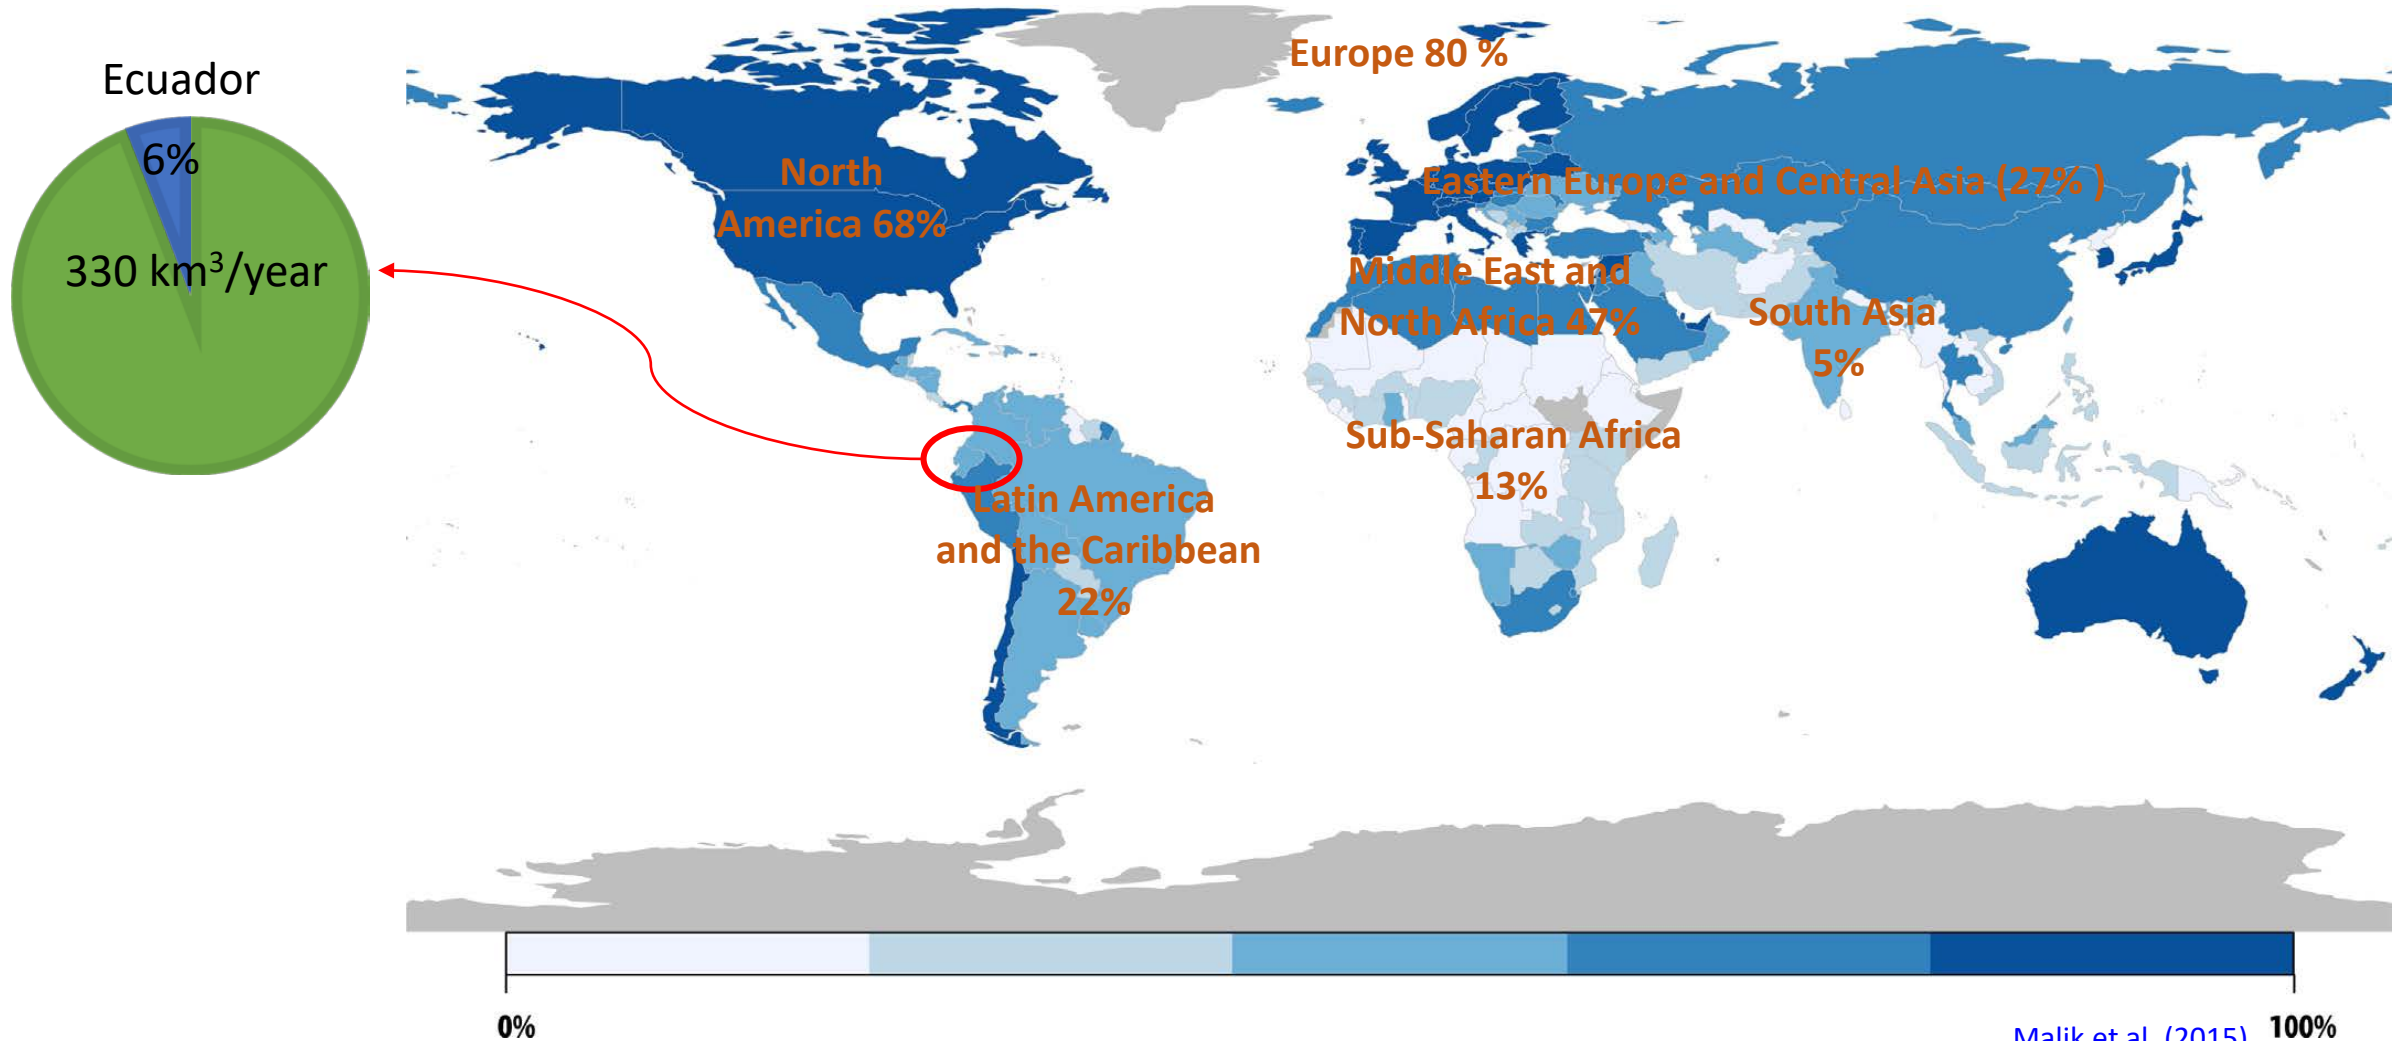 Ecuador
6%
330 km³/year
Europe 80 %
North
America 68%
Eastern Europe and Central Asia (27% )
Middle East and
North Africa 47%
South Asia
5%
Sub-Saharan Africa
13%
Latin America
and the Caribbean
22%
0%
100%
Malik et al. (2015)